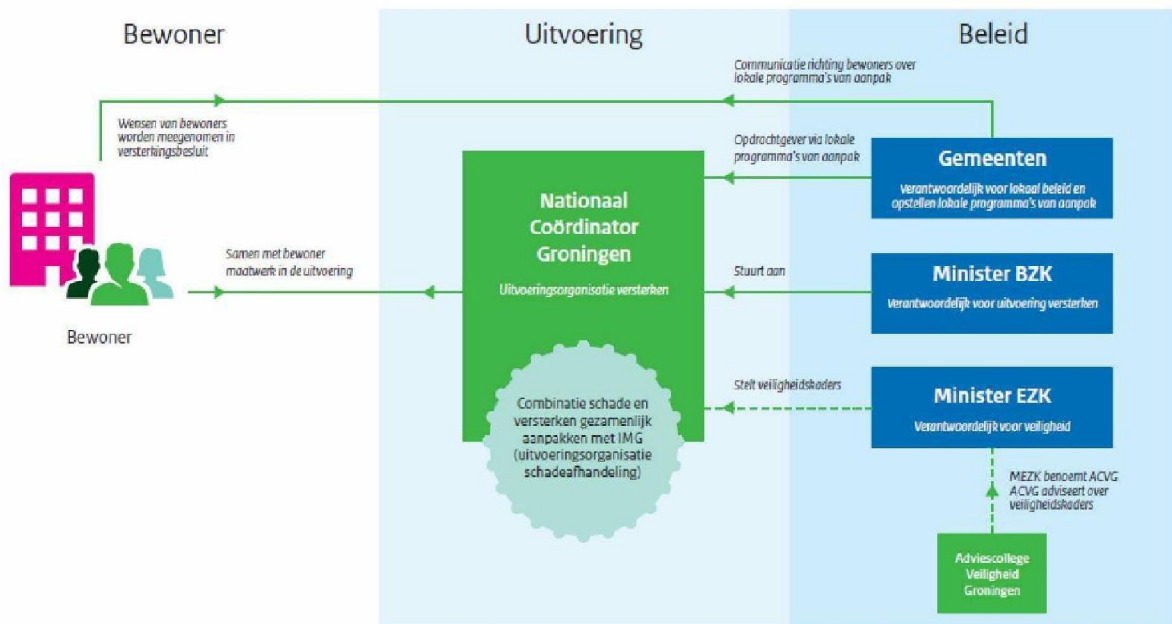 Bewoner
Uitvoering
Beleid
Communicatie richting bewoners over
lokale programma's van aanpak
Wensen van bewoners
worden meegenomen in
versterkingsbesluit
Opdrachtgever via lokale
programma's van aanpak
Gemeenten
Verantwoordelijk voor lokaal beleid en
opstellen lokale programma's van aanpak
Nationaal
Coördinator
Groningen
Uitvoeringsorganisatie versterken
Samen met bewoner
maatwerk in de uitvoering
Bewoner
Stuurt aan
Minister BZK
Verantwoordelijk voor uitvoering versterken
Stelt veiligheidskaders
Minister EZK
Verantwoordelijk voor veiligheid
Combinatie schade en
versterken gezamenlijk
aanpakken met IMG
(uitvoeringsorganisatie
schadeafhandeling)
MEZK benoemt ACVG
ACVG adviseert over
veiligheidskaders
Adviescollege
Veiligheid
Groningen